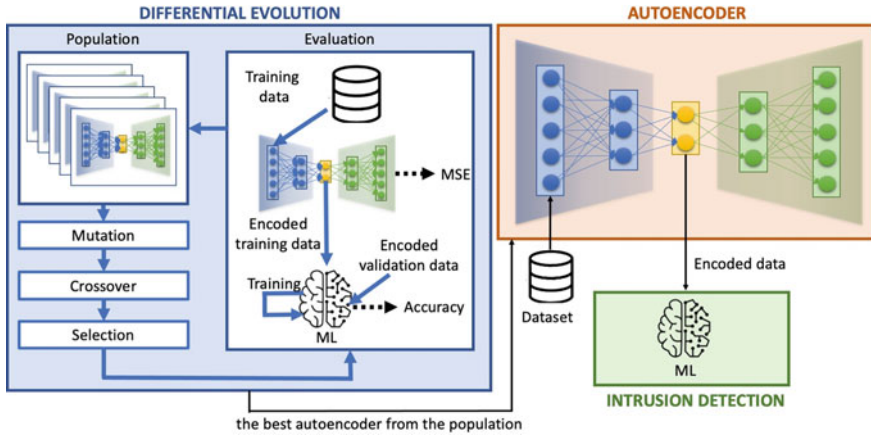 DIFFERENTIAL EVOLUTION
Population
Mutation
Crossover
Selection
Evaluation
Training
data
MSE
Encoded
training data
Encoded
validation data
Training
Accuracy
ML
the best autoencoder from the population
AUTOENCODER
Dataset
Encoded data
ML
INTRUSION DETECTION